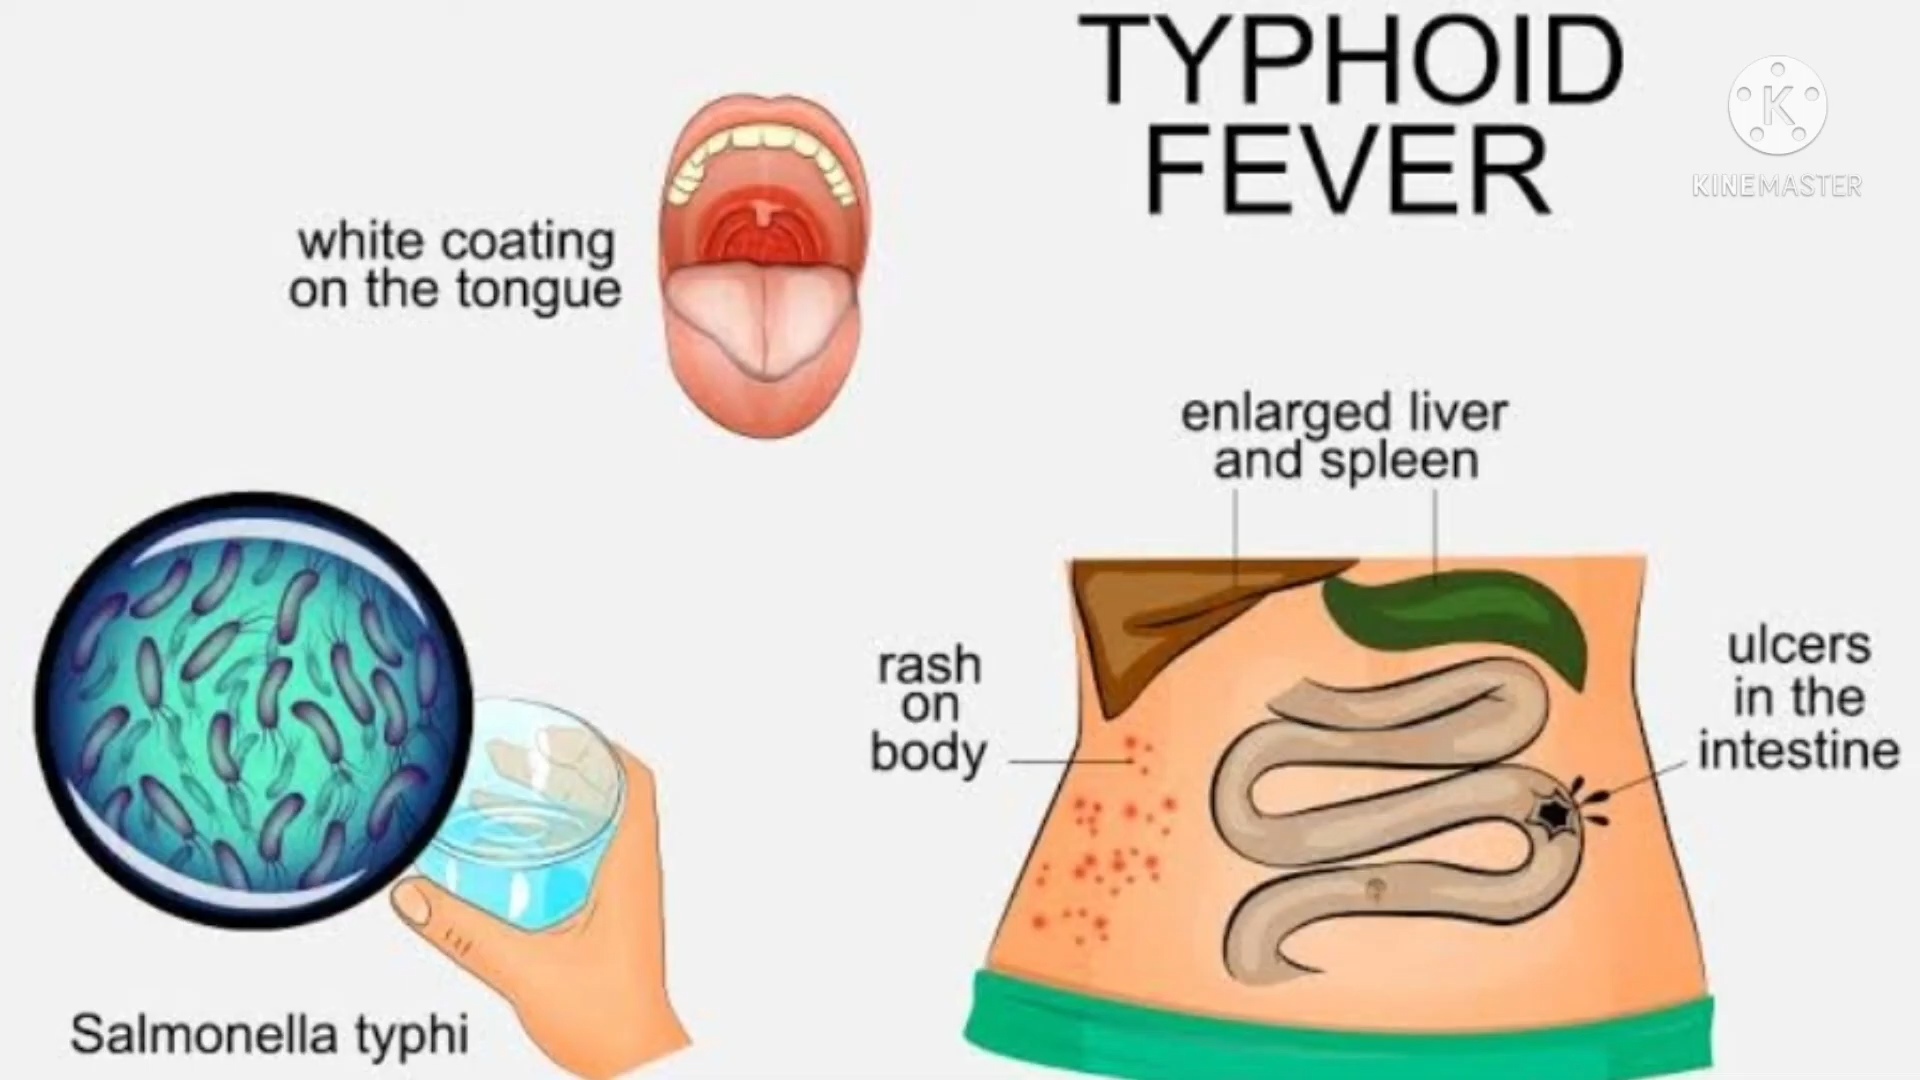 TYPHOID
FEVER
K
KINEMASTER
white coating
on the tongue
enlarged liver
and spleen
rash
on
body
ulcers
in the
intestine
Salmonella typhi